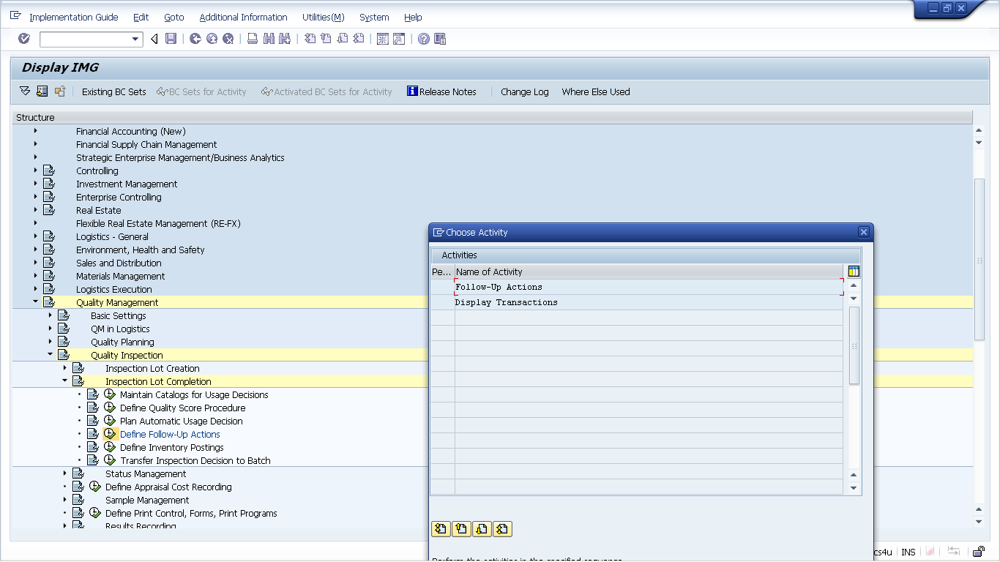 Implementation Guide Edit Goto Additional Information Utilities(M) System Help
Display IMG
Existing BC Sets BC Sets for Activity Activated BC Sets for Activity Release Notes Change Log Where Else Used
Structure
Financial Accounting (New)
Financial Supply Chain Management
Strategic Enterprise Management/Business Analytics
Controlling
Investment Management
Enterprise Controlling
Real Estate
Flexible Real Estate Management (RE-FX)
Logistics - General
Environment, Health and Safety
Sales and Distribution
Materials Management
Logistics Execution
Quality Management
Basic Settings
QM in Logistics
Quality Planning
Quality Inspection
Inspection Lot Creation
Inspection Lot Completion
Maintain Catalogs for Usage Decisions
Define Quality Score Procedure
Plan Automatic Usage Decision
Define Follow-Up Actions
Define Inventory Postings
Transfer Inspection Decision to Batch
Status Management
Define Appraisal Cost Recording
Sample Management
Define Print Control, Forms, Print Programs
Results Recording
Choose Activity
Activities
Pe... Name of Activity
Follow-Up Actions
Display Transactions
Perform the activities in the specified sequence
cs4u INS